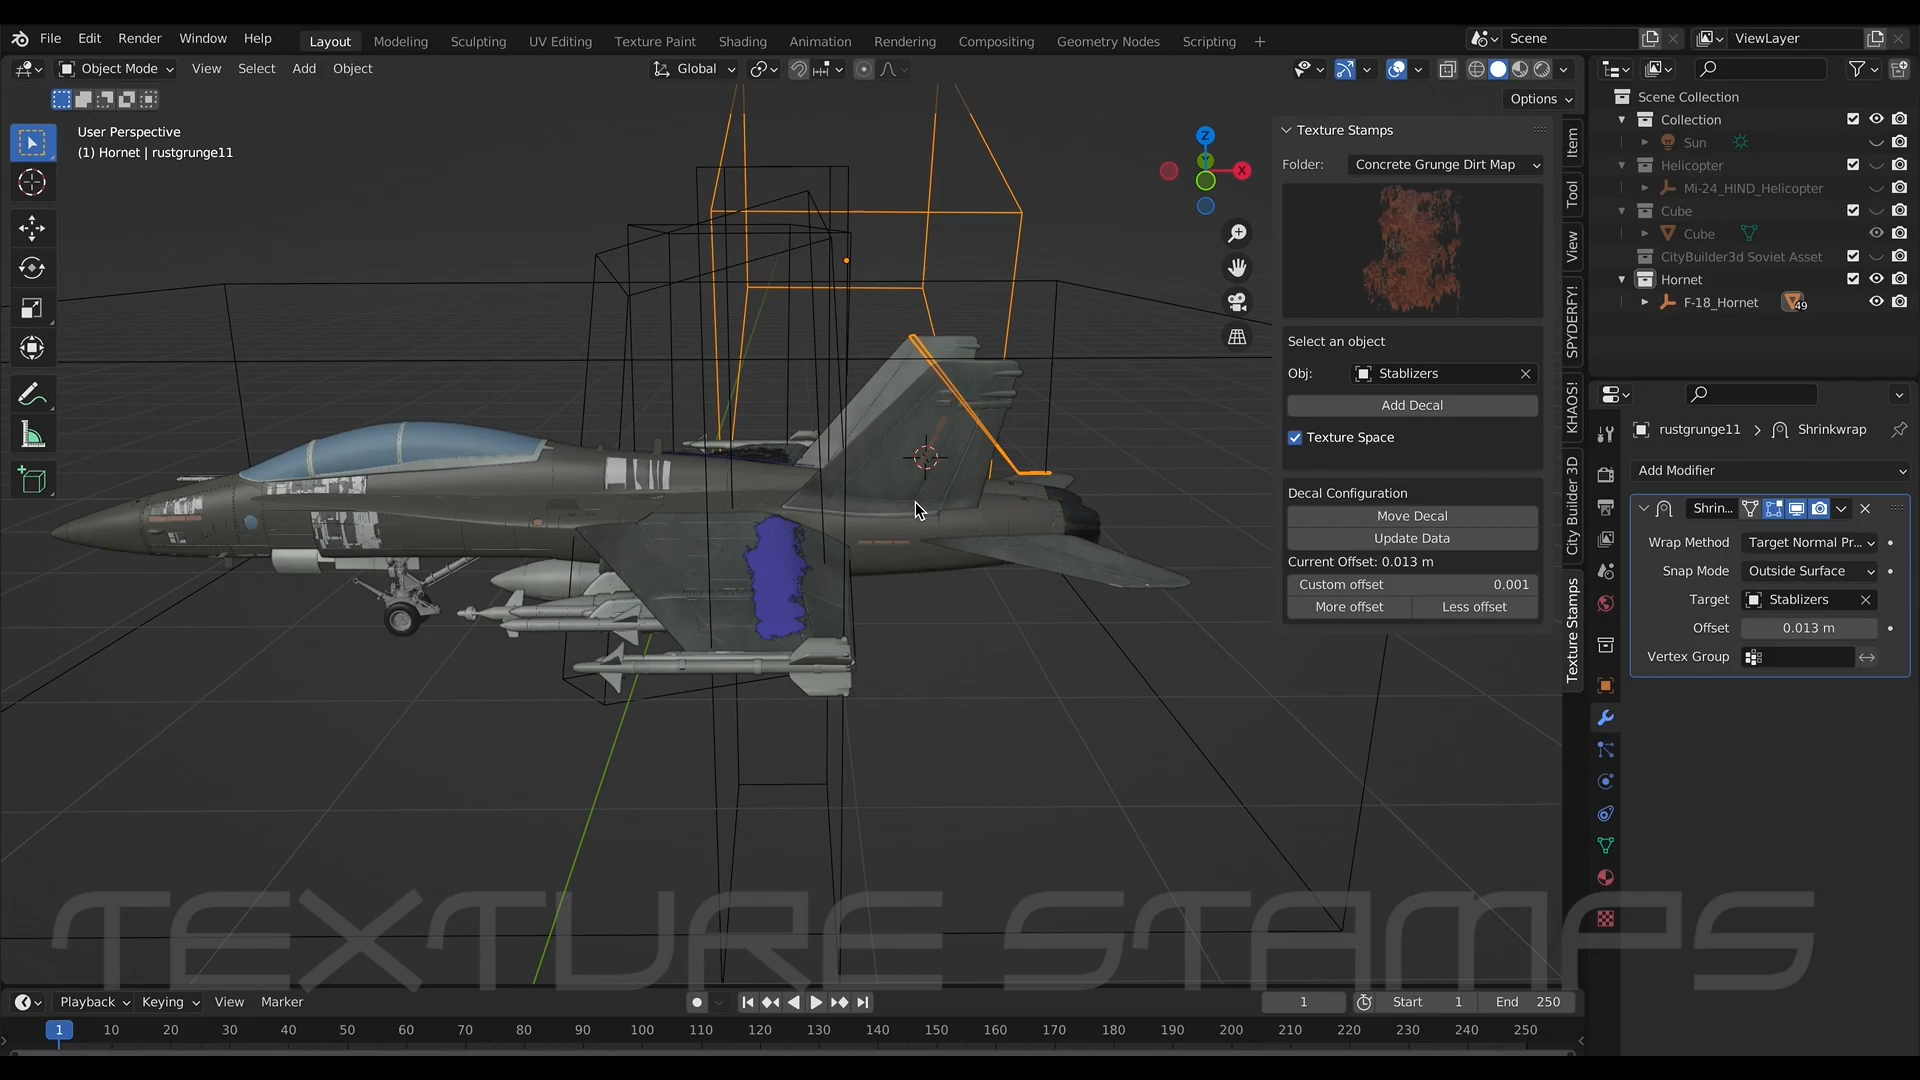 File Edit Render Window Help Layout Modeling Sculpting UV Editing Texture Paint Shading Animation Rendering Compositing Geometry Nodes Scripting + Scene ViewLayer
Object Mode View Select Add Object Global
Options
User Perspective
(1) Hornet | rustgrunge11
Z
X
Texture Stamps
Folder: Concrete Grunge Dirt Map
Select an object
Obj: Stablizers
Add Decal
Texture Space
Decal Configuration
Move Decal
Update Data
Current Offset: 0.013 m
Custom offset 0.001
More offset Less offset
Item
Tool
View
SPYDERFY!
KHAOS!
City Builder 3D
Texture Stamps
Scene Collection
Collection
Sun
Helicopter
Mi-24_HIND_Helicopter
Cube
Cube
CityBuilder3d Soviet Asset
Hornet
F-18_Hornet 49
rustgrunge11 > Shrinkwrap
Add Modifier
Shrin...
Wrap Method Target Normal Pr...
Snap Mode Outside Surface
Target Stablizers
Offset 0.013 m
Vertex Group
TEXTURE STAMPS
Playback Keying View Marker 1 Start 1 End 250
1 10 20 30 40 50 60 70 80 90 100 110 120 130 140 150 160 170 180 190 200 210 220 230 240 250